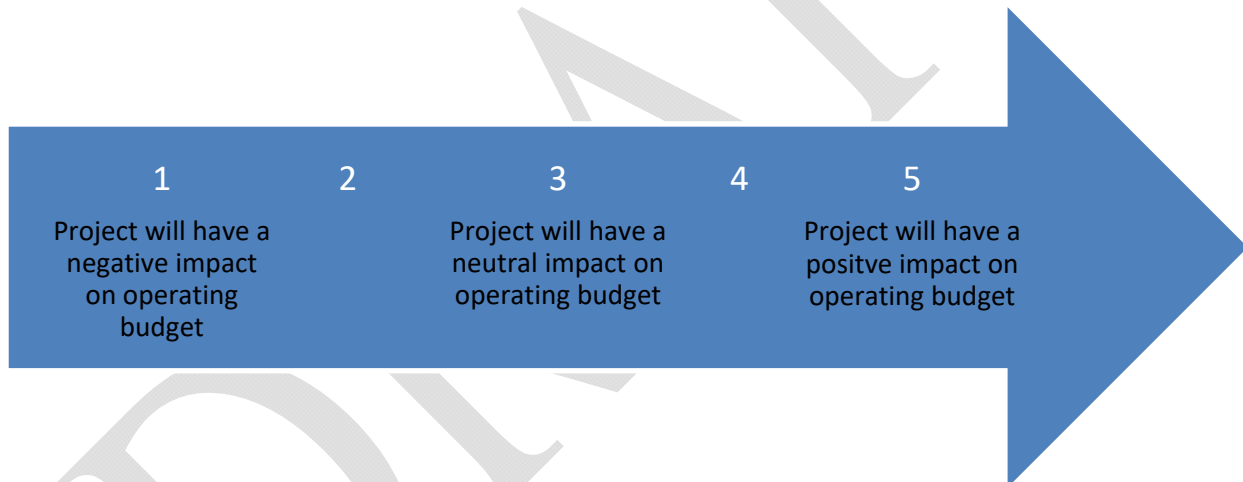 1 2 3 4 5
Project will have a
negative impact
on operating
budget
Project will have a
neutral impact on
operating budget
Project will have a
positve impact on
operating budget